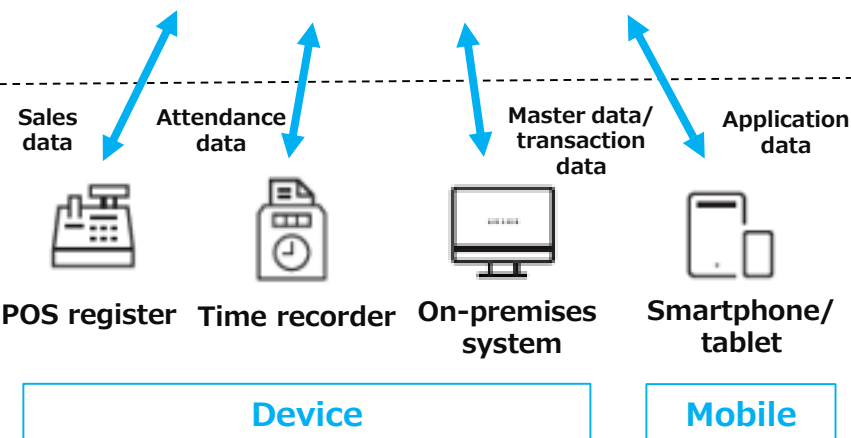 Sales
data
Attendance
data
Master data/
transaction
data
Application
data
POS register
Time recorder
On-premises
system
Smartphone/
tablet
Device
Mobile